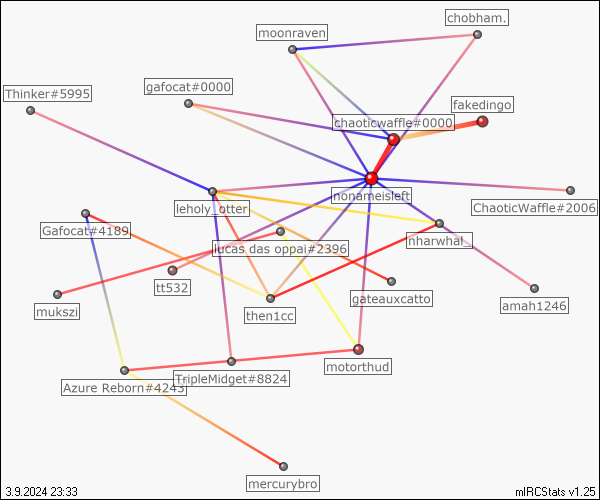 chobham.
moonraven
Thinker#5995
gafocat#0000
fakedingo
chaoticwaffle#0000
nonameisleft
leholy_otter
ChaoticWaffle#2006
Gafocat#4189
nharwhal_
lucas das oppai#2396
tt532
gateauxcatto
amah1246
mukszi
then1cc
motorthud
TripleMidget#8824
Azure Reborn#4243
mercurybro
3.9.2024 23:33
mIRCStats v1.25